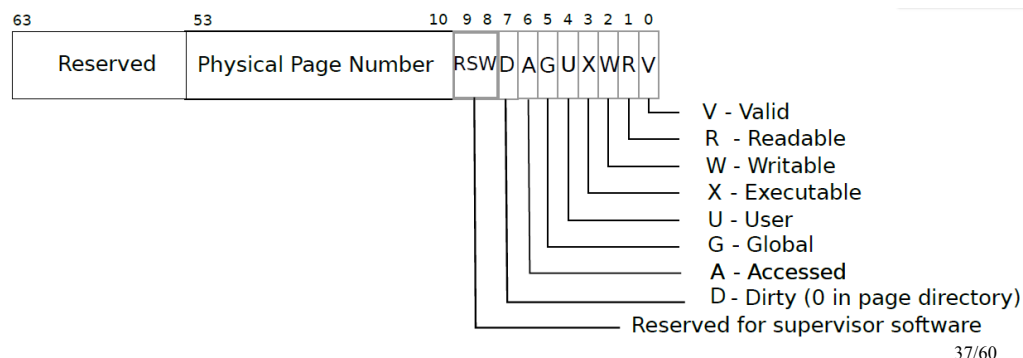 63 53 10 9 8 7 6 5 4 3 2 1 0
Reserved Physical Page Number RSW D A G U X W R V
V - Valid
R - Readable
W - Writable
X - Executable
U - User
G - Global
A - Accessed
D - Dirty (0 in page directory)
Reserved for supervisor software
37/60